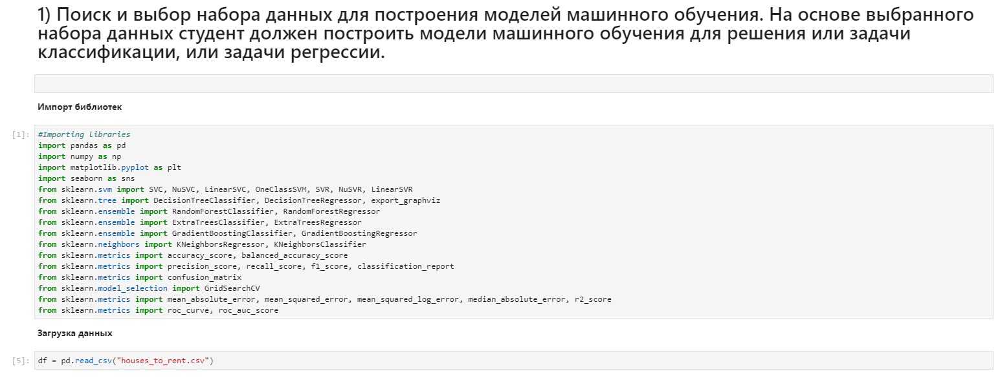 1) Поиск и выбор набора данных для построения моделей машинного обучения. На основе выбранного
набора данных студент должен построить модели машинного обучения для решения или задачи
классификации, или задачи регрессии.
Импорт библиотек
[1]: #Importing libraries
import pandas as pd
import numpy as np
import matplotlib.pyplot as plt
import seaborn as sns
from sklearn.svm import SVC, NuSVC, LinearSVC, OneClassSVM, SVR, NuSVR, LinearSVR
from sklearn.tree import DecisionTreeClassifier, DecisionTreeRegressor, export_graphviz
from sklearn.ensemble import RandomForestClassifier, RandomForestRegressor
from sklearn.ensemble import ExtraTreesClassifier, ExtraTreesRegressor
from sklearn.ensemble import GradientBoostingClassifier, GradientBoostingRegressor
from sklearn.neighbors import KNeighborsRegressor, KNeighborsClassifier
from sklearn.metrics import accuracy_score, balanced_accuracy_score
from sklearn.metrics import precision_score, recall_score, f1_score, classification_report
from sklearn.metrics import confusion_matrix
from sklearn.model_selection import GridSearchCV
from sklearn.metrics import mean_absolute_error, mean_squared_error, mean_squared_log_error, median_absolute_error, r2_score
from sklearn.metrics import roc_curve, roc_auc_score
Загрузка данных
[5]: df = pd.read_csv("houses_to_rent.csv")